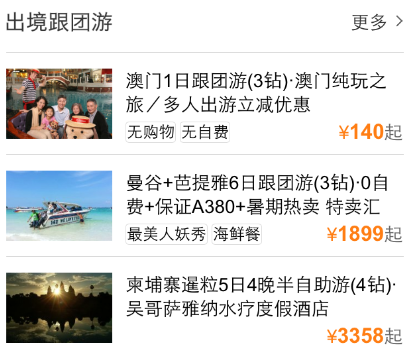 出境跟团游
更多
澳门1日跟团游(3钻)·澳门纯玩之
旅／多人出游立减优惠
无购物 无自费
¥140起
曼谷+芭提雅6日跟团游(3钻)·0自
费+保证A380+暑期热卖 特卖汇
最美人妖秀 海鲜餐
¥1899起
柬埔寨暹粒5日4晚半自助游(4钻)·
吴哥萨雅纳水疗度假酒店
¥3358起